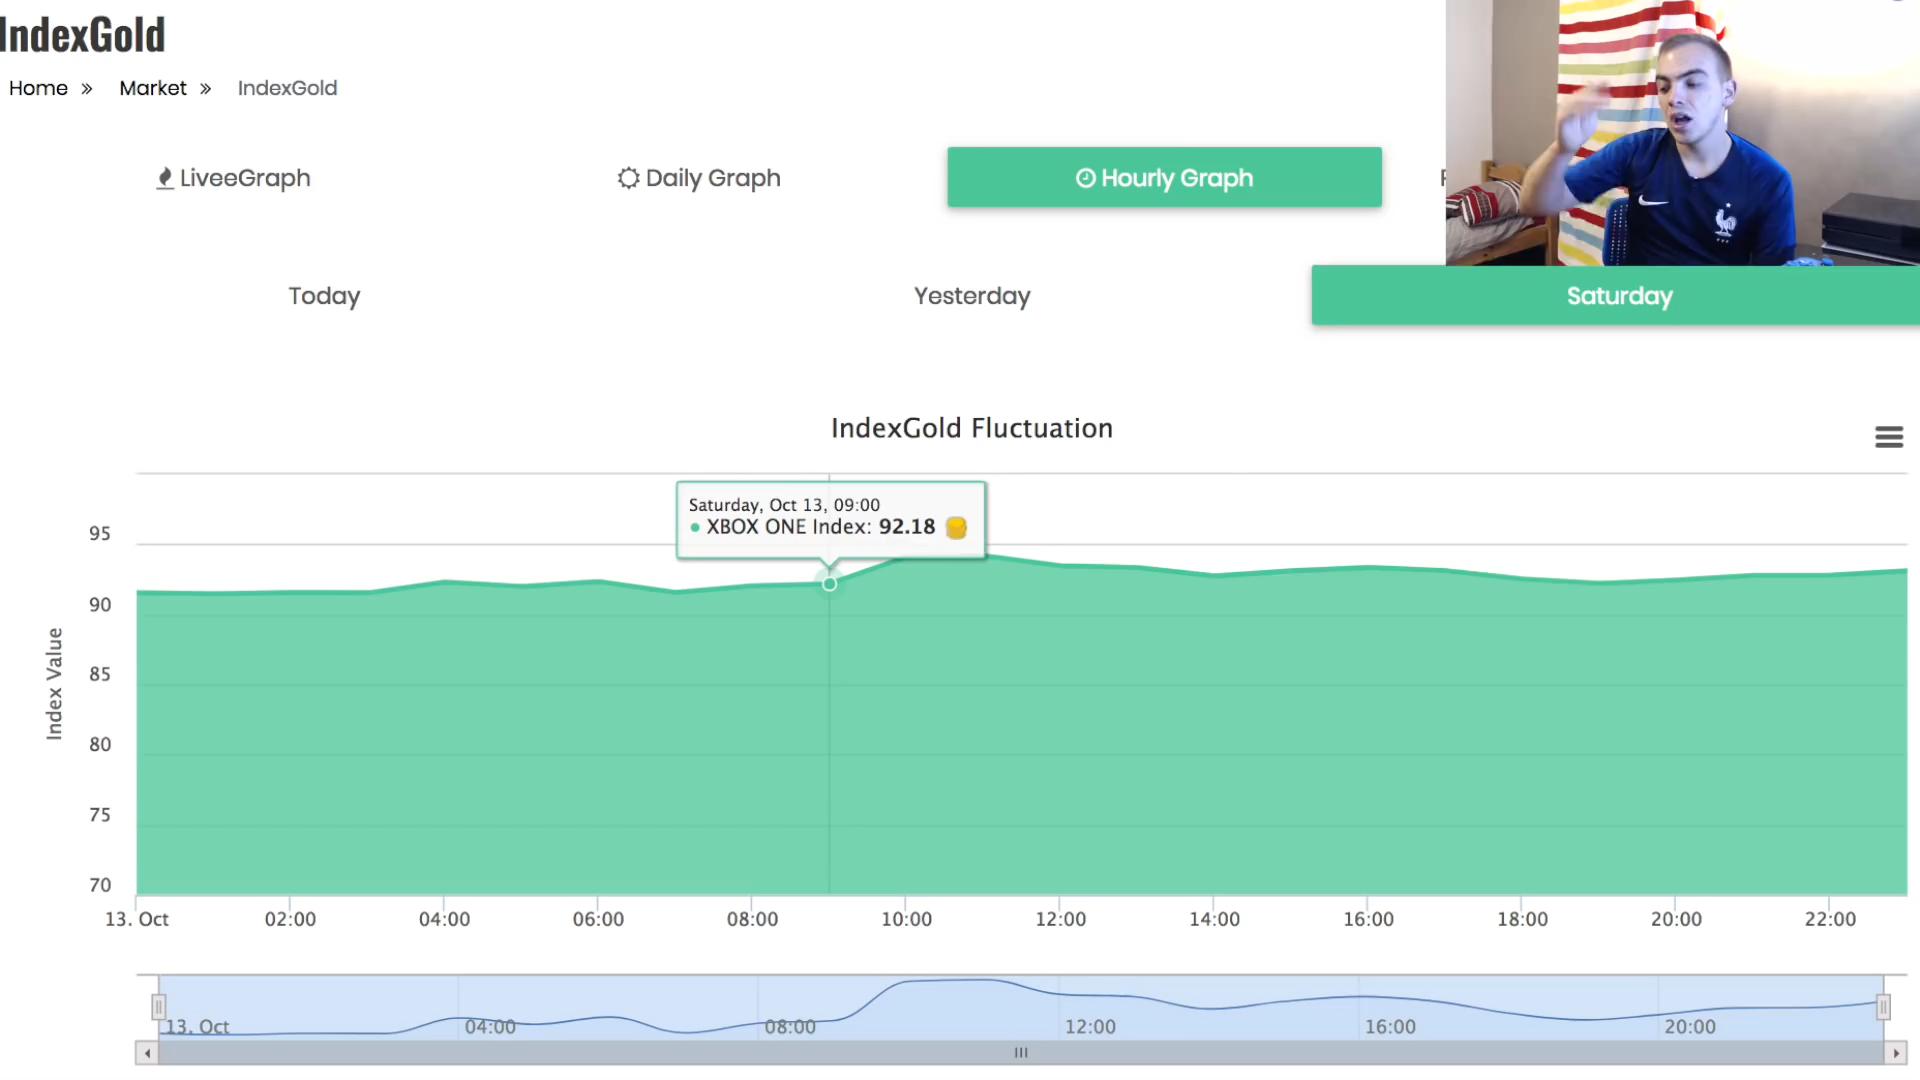 IndexGold
Home » Market » IndexGold
LiveeGraph
Daily Graph
Hourly Graph
Today
Yesterday
Saturday
IndexGold Fluctuation
Saturday, Oct 13, 09:00
XBOX ONE Index: 92.18
Index Value
95
90
85
80
75
70
13. Oct 02:00 04:00 06:00 08:00 10:00 12:00 14:00 16:00 18:00 20:00 22:00
13. Oct 04:00 08:00 12:00 16:00 20:00